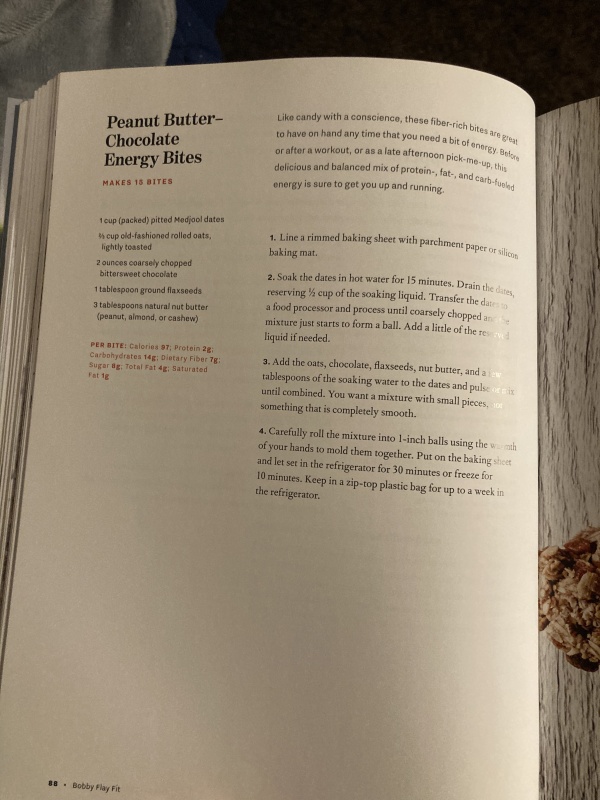 Peanut Butter–
Chocolate
Energy Bites
MAKES 15 BITES
1 cup (packed) pitted Medjool dates
⅔ cup old-fashioned rolled oats,
lightly toasted
2 ounces coarsely chopped
bittersweet chocolate
1 tablespoon ground flaxseeds
3 tablespoons natural nut butter
(peanut, almond, or cashew)
PER BITE: Calories 97; Protein 2g;
Carbohydrates 14g; Dietary Fiber 7g;
Sugar 8g; Total Fat 4g; Saturated
Fat 1g
Like candy with a conscience, these fiber-rich bites are great
to have on hand any time that you need a bit of energy. Before
or after a workout, or as a late afternoon pick-me-up, this
delicious and balanced mix of protein-, fat-, and carb-fueled
energy is sure to get you up and running.
1. Line a rimmed baking sheet with parchment paper or silicon
baking mat.
2. Soak the dates in hot water for 15 minutes. Drain the dates,
reserving ½ cup of the soaking liquid. Transfer the dates to
a food processor and process until coarsely chopped and the
mixture just starts to form a ball. Add a little of the reserved
liquid if needed.
3. Add the oats, chocolate, flaxseeds, nut butter, and a few
tablespoons of the soaking water to the dates and pulse to mix
until combined. You want a mixture with small pieces, not
something that is completely smooth.
4. Carefully roll the mixture into 1-inch balls using the warmth
of your hands to mold them together. Put on the baking sheet
and let set in the refrigerator for 30 minutes or freeze for
10 minutes. Keep in a zip-top plastic bag for up to a week in
the refrigerator.
88 • Bobby Flay Fit